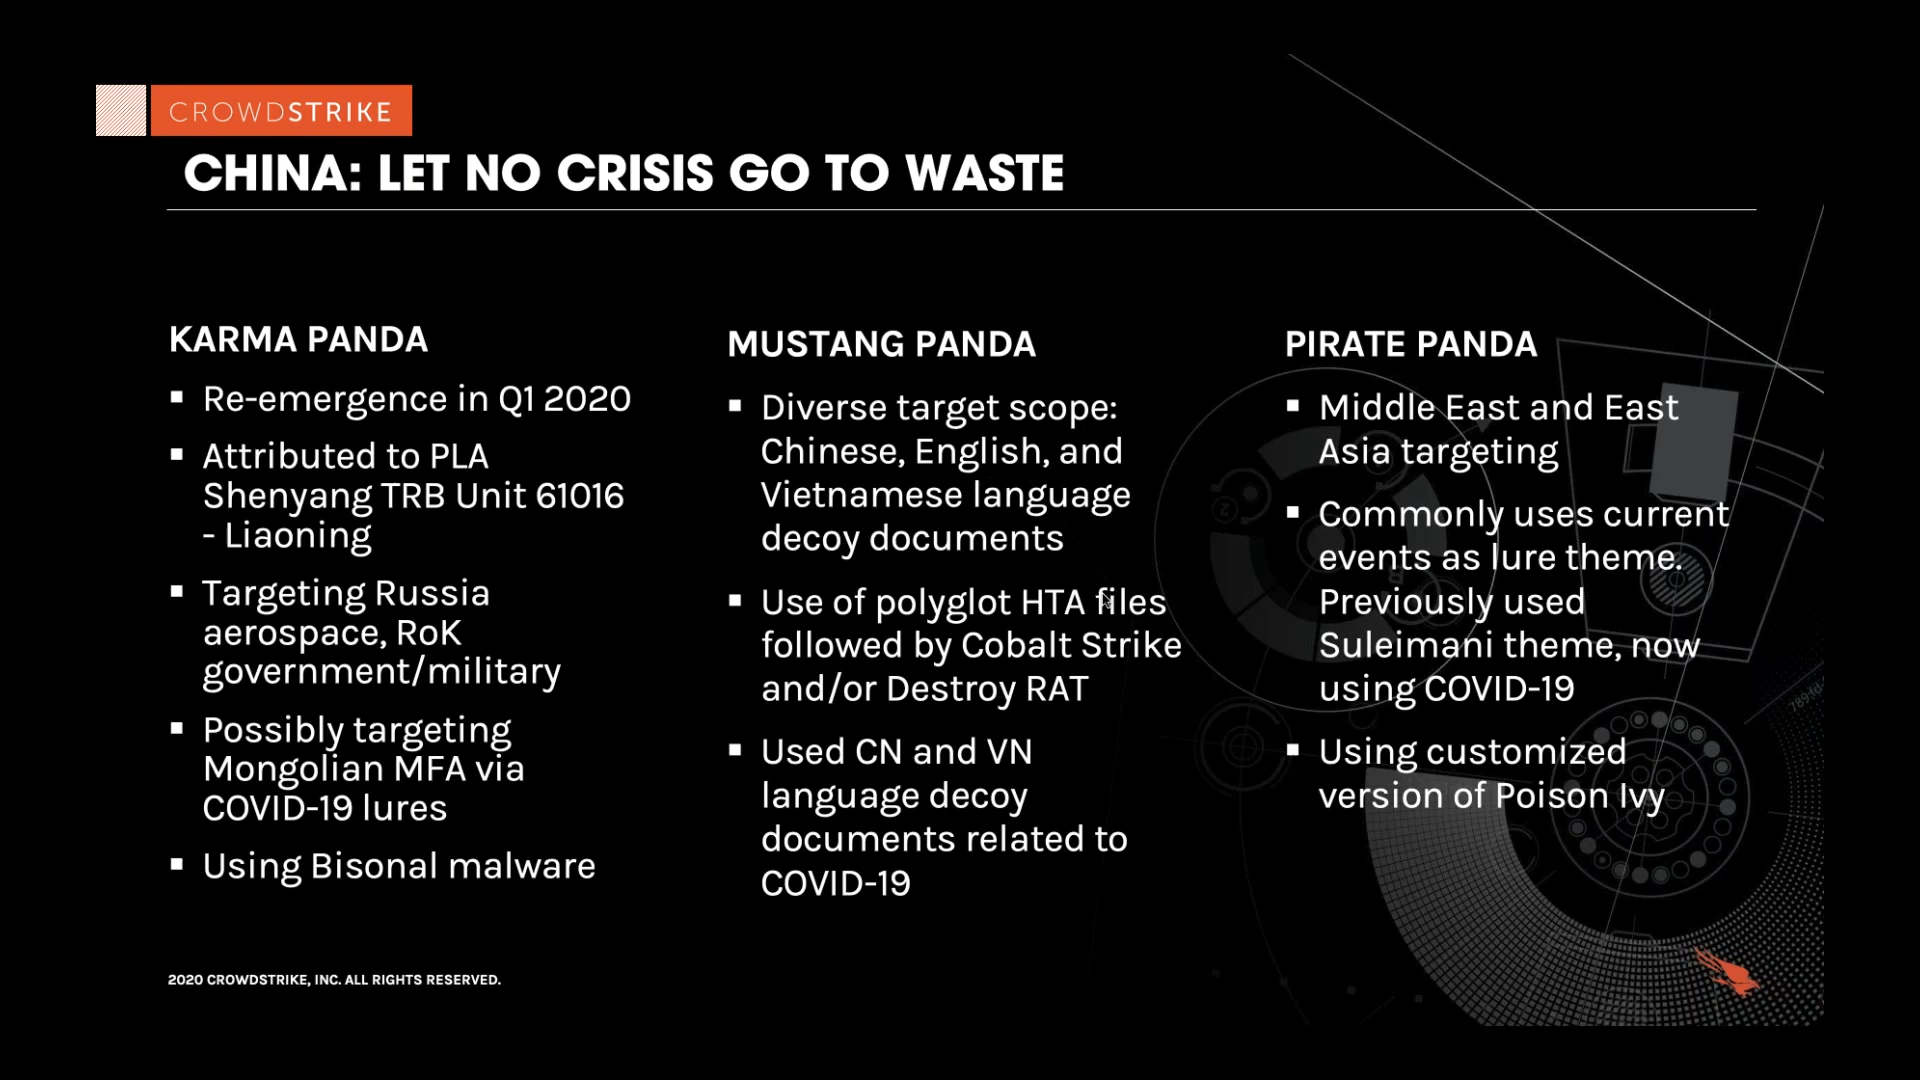 CROWDSTRIKE
CHINA: LET NO CRISIS GO TO WASTE
KARMA PANDA
▪ Re-emergence in Q1 2020
▪ Attributed to PLA
Shenyang TRB Unit 61016
- Liaoning
▪ Targeting Russia
aerospace, RoK
government/military
▪ Possibly targeting
Mongolian MFA via
COVID-19 lures
▪ Using Bisonal malware
MUSTANG PANDA
▪ Diverse target scope:
Chinese, English, and
Vietnamese language
decoy documents
▪ Use of polyglot HTA files
followed by Cobalt Strike
and/or Destroy RAT
▪ Used CN and VN
language decoy
documents related to
COVID-19
PIRATE PANDA
▪ Middle East and East
Asia targeting
▪ Commonly uses current
events as lure theme.
Previously used
Suleimani theme, now
using COVID-19
▪ Using customized
version of Poison Ivy
2020 CROWDSTRIKE, INC. ALL RIGHTS RESERVED.